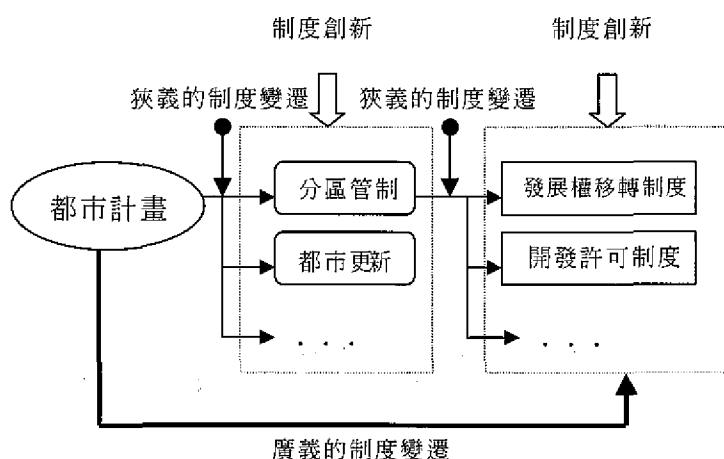 制度創新
制度創新
狹義的制度變遷
狹義的制度變遷
都市計畫
分區管制
發展權移轉制度
都市更新
開發許可制度
. . .
. . .
廣義的制度變遷